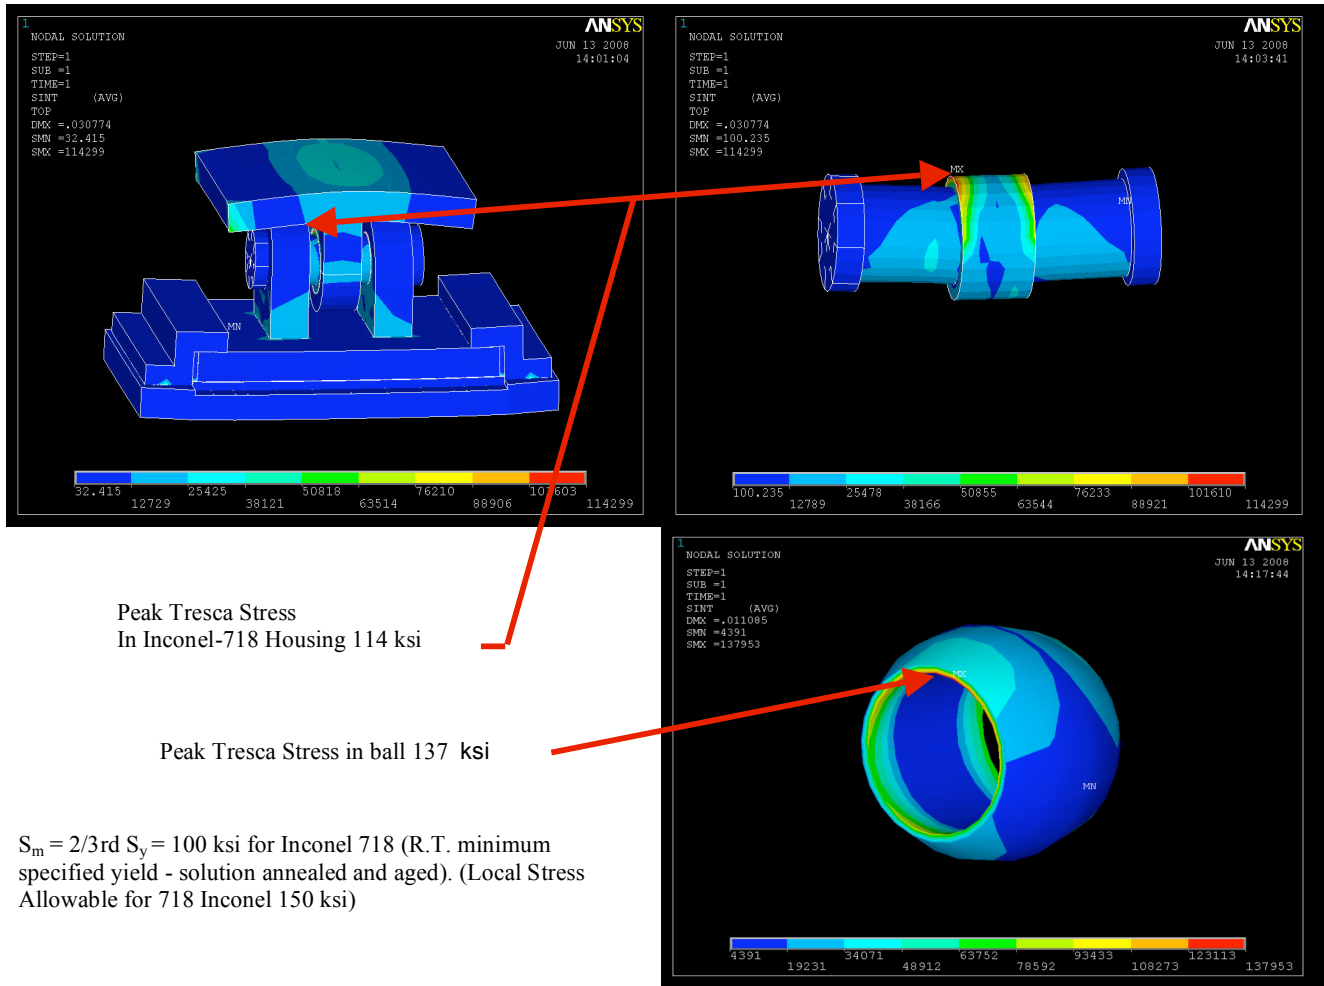 1
ANSYS
NODAL SOLUTION
JUN 13 2008
14:01:04
STEP=1
SUB =1
TIME=1
SINT (AVG)
TOP
DMX =.030774
SMN =32.415
SMX =114299
MN
32.415 25425 50818 76210 101603
12729 38121 63514 88906 114299
1
ANSYS
NODAL SOLUTION
JUN 13 2008
14:03:41
STEP=1
SUB =1
TIME=1
SINT (AVG)
TOP
DMX =.030774
SMN =100.235
SMX =114299
MX
MN
100.235 25478 50855 76233 101610
12789 38166 63544 88921 114299
Peak Tresca Stress
In Inconel-718 Housing 114 ksi
Peak Tresca Stress in ball 137 ksi
Sm = 2/3rd Sy = 100 ksi for Inconel 718 (R.T. minimum
specified yield - solution annealed and aged). (Local Stress
Allowable for 718 Inconel 150 ksi)
1
ANSYS
NODAL SOLUTION
JUN 13 2008
14:17:44
STEP=1
SUB =1
TIME=1
SINT (AVG)
DMX =.011085
SMN =4391
SMX =137953
MX
MN
4391 34071 63752 93433 123113
19231 48912 78592 108273 137953